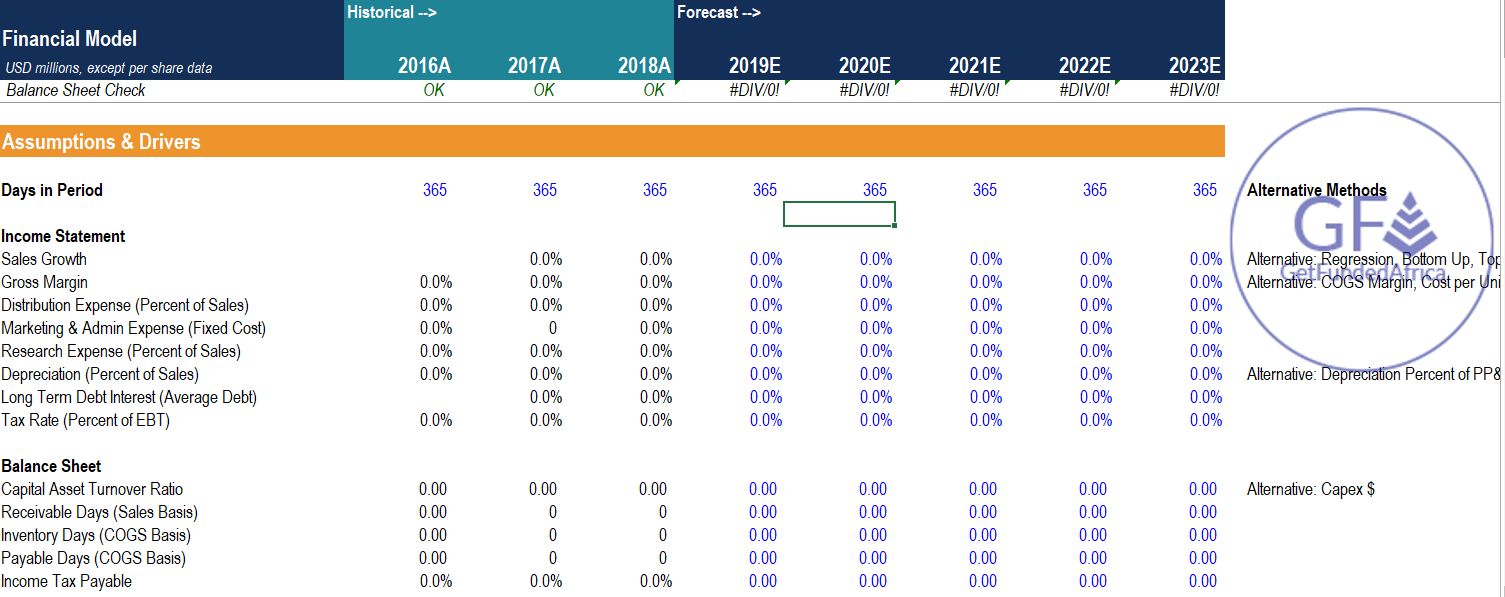 Historical --> Forecast -->
Financial Model
USD millions, except per share data 2016A 2017A 2018A 2019E 2020E 2021E 2022E 2023E
Balance Sheet Check OK OK OK #DIV/0! #DIV/0! #DIV/0! #DIV/0! #DIV/0!
Assumptions & Drivers
Days in Period 365 365 365 365 365 365 365 365 Alternative Methods
GF
Income Statement
Sales Growth 0.0% 0.0% 0.0% 0.0% 0.0% 0.0% 0.0% Alternative: Regression, Bottom Up, Top
GetFundedAfrica
Gross Margin 0.0% 0.0% 0.0% 0.0% 0.0% 0.0% 0.0% 0.0% Alternative: COGS Margin, Cost per Uni
Distribution Expense (Percent of Sales) 0.0% 0.0% 0.0% 0.0% 0.0% 0.0% 0.0% 0.0%
Marketing & Admin Expense (Fixed Cost) 0.0% 0 0.0% 0.0% 0.0% 0.0% 0.0% 0.0%
Research Expense (Percent of Sales) 0.0% 0.0% 0.0% 0.0% 0.0% 0.0% 0.0% 0.0%
Depreciation (Percent of Sales) 0.0% 0.0% 0.0% 0.0% 0.0% 0.0% 0.0% 0.0% Alternative: Depreciation Percent of PP&
Long Term Debt Interest (Average Debt) 0.0% 0.0% 0.0% 0.0% 0.0% 0.0% 0.0%
Tax Rate (Percent of EBT) 0.0% 0.0% 0.0% 0.0% 0.0% 0.0% 0.0% 0.0%
Balance Sheet
Capital Asset Turnover Ratio 0.00 0.00 0.00 0.00 0.00 0.00 0.00 0.00 Alternative: Capex $
Receivable Days (Sales Basis) 0.00 0 0 0.00 0.00 0.00 0.00 0.00
Inventory Days (COGS Basis) 0.00 0 0 0.00 0.00 0.00 0.00 0.00
Payable Days (COGS Basis) 0.00 0 0 0.00 0.00 0.00 0.00 0.00
Income Tax Payable 0.0% 0.0% 0.0% 0.00 0.00 0.00 0.00 0.00